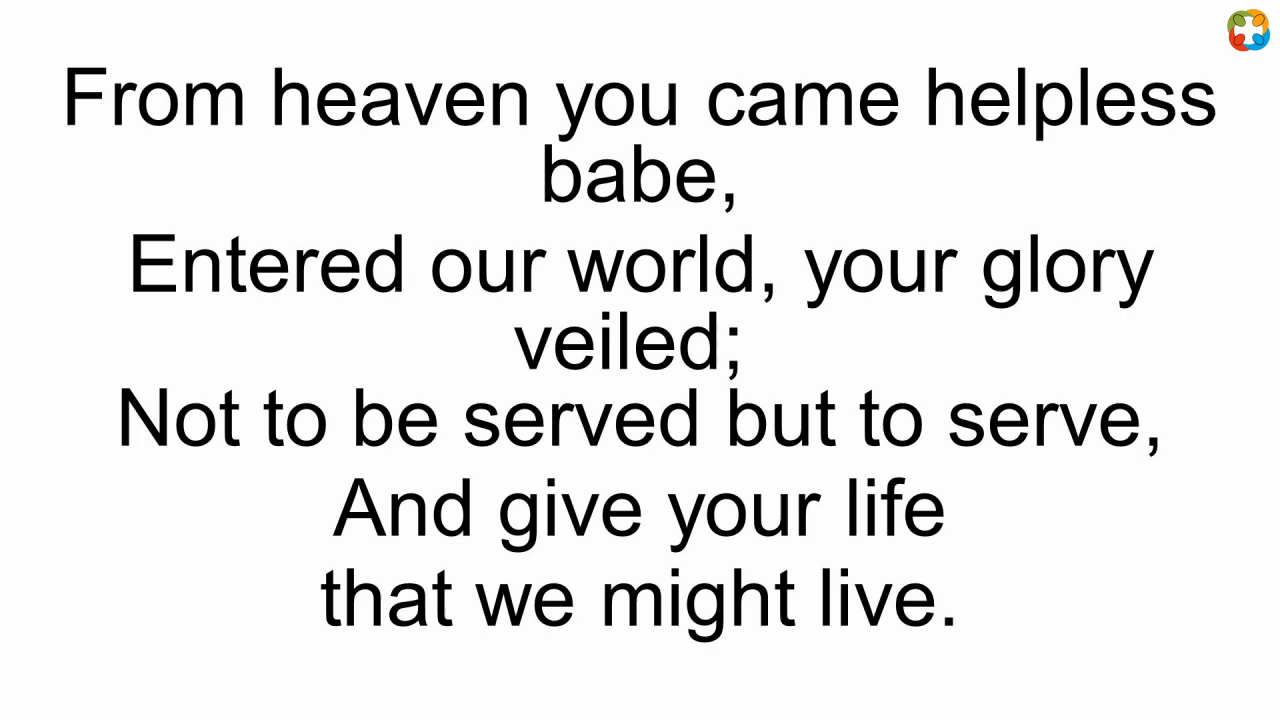 From heaven you came helpless
babe,
Entered our world, your glory
veiled;
Not to be served but to serve,
And give your life
that we might live.